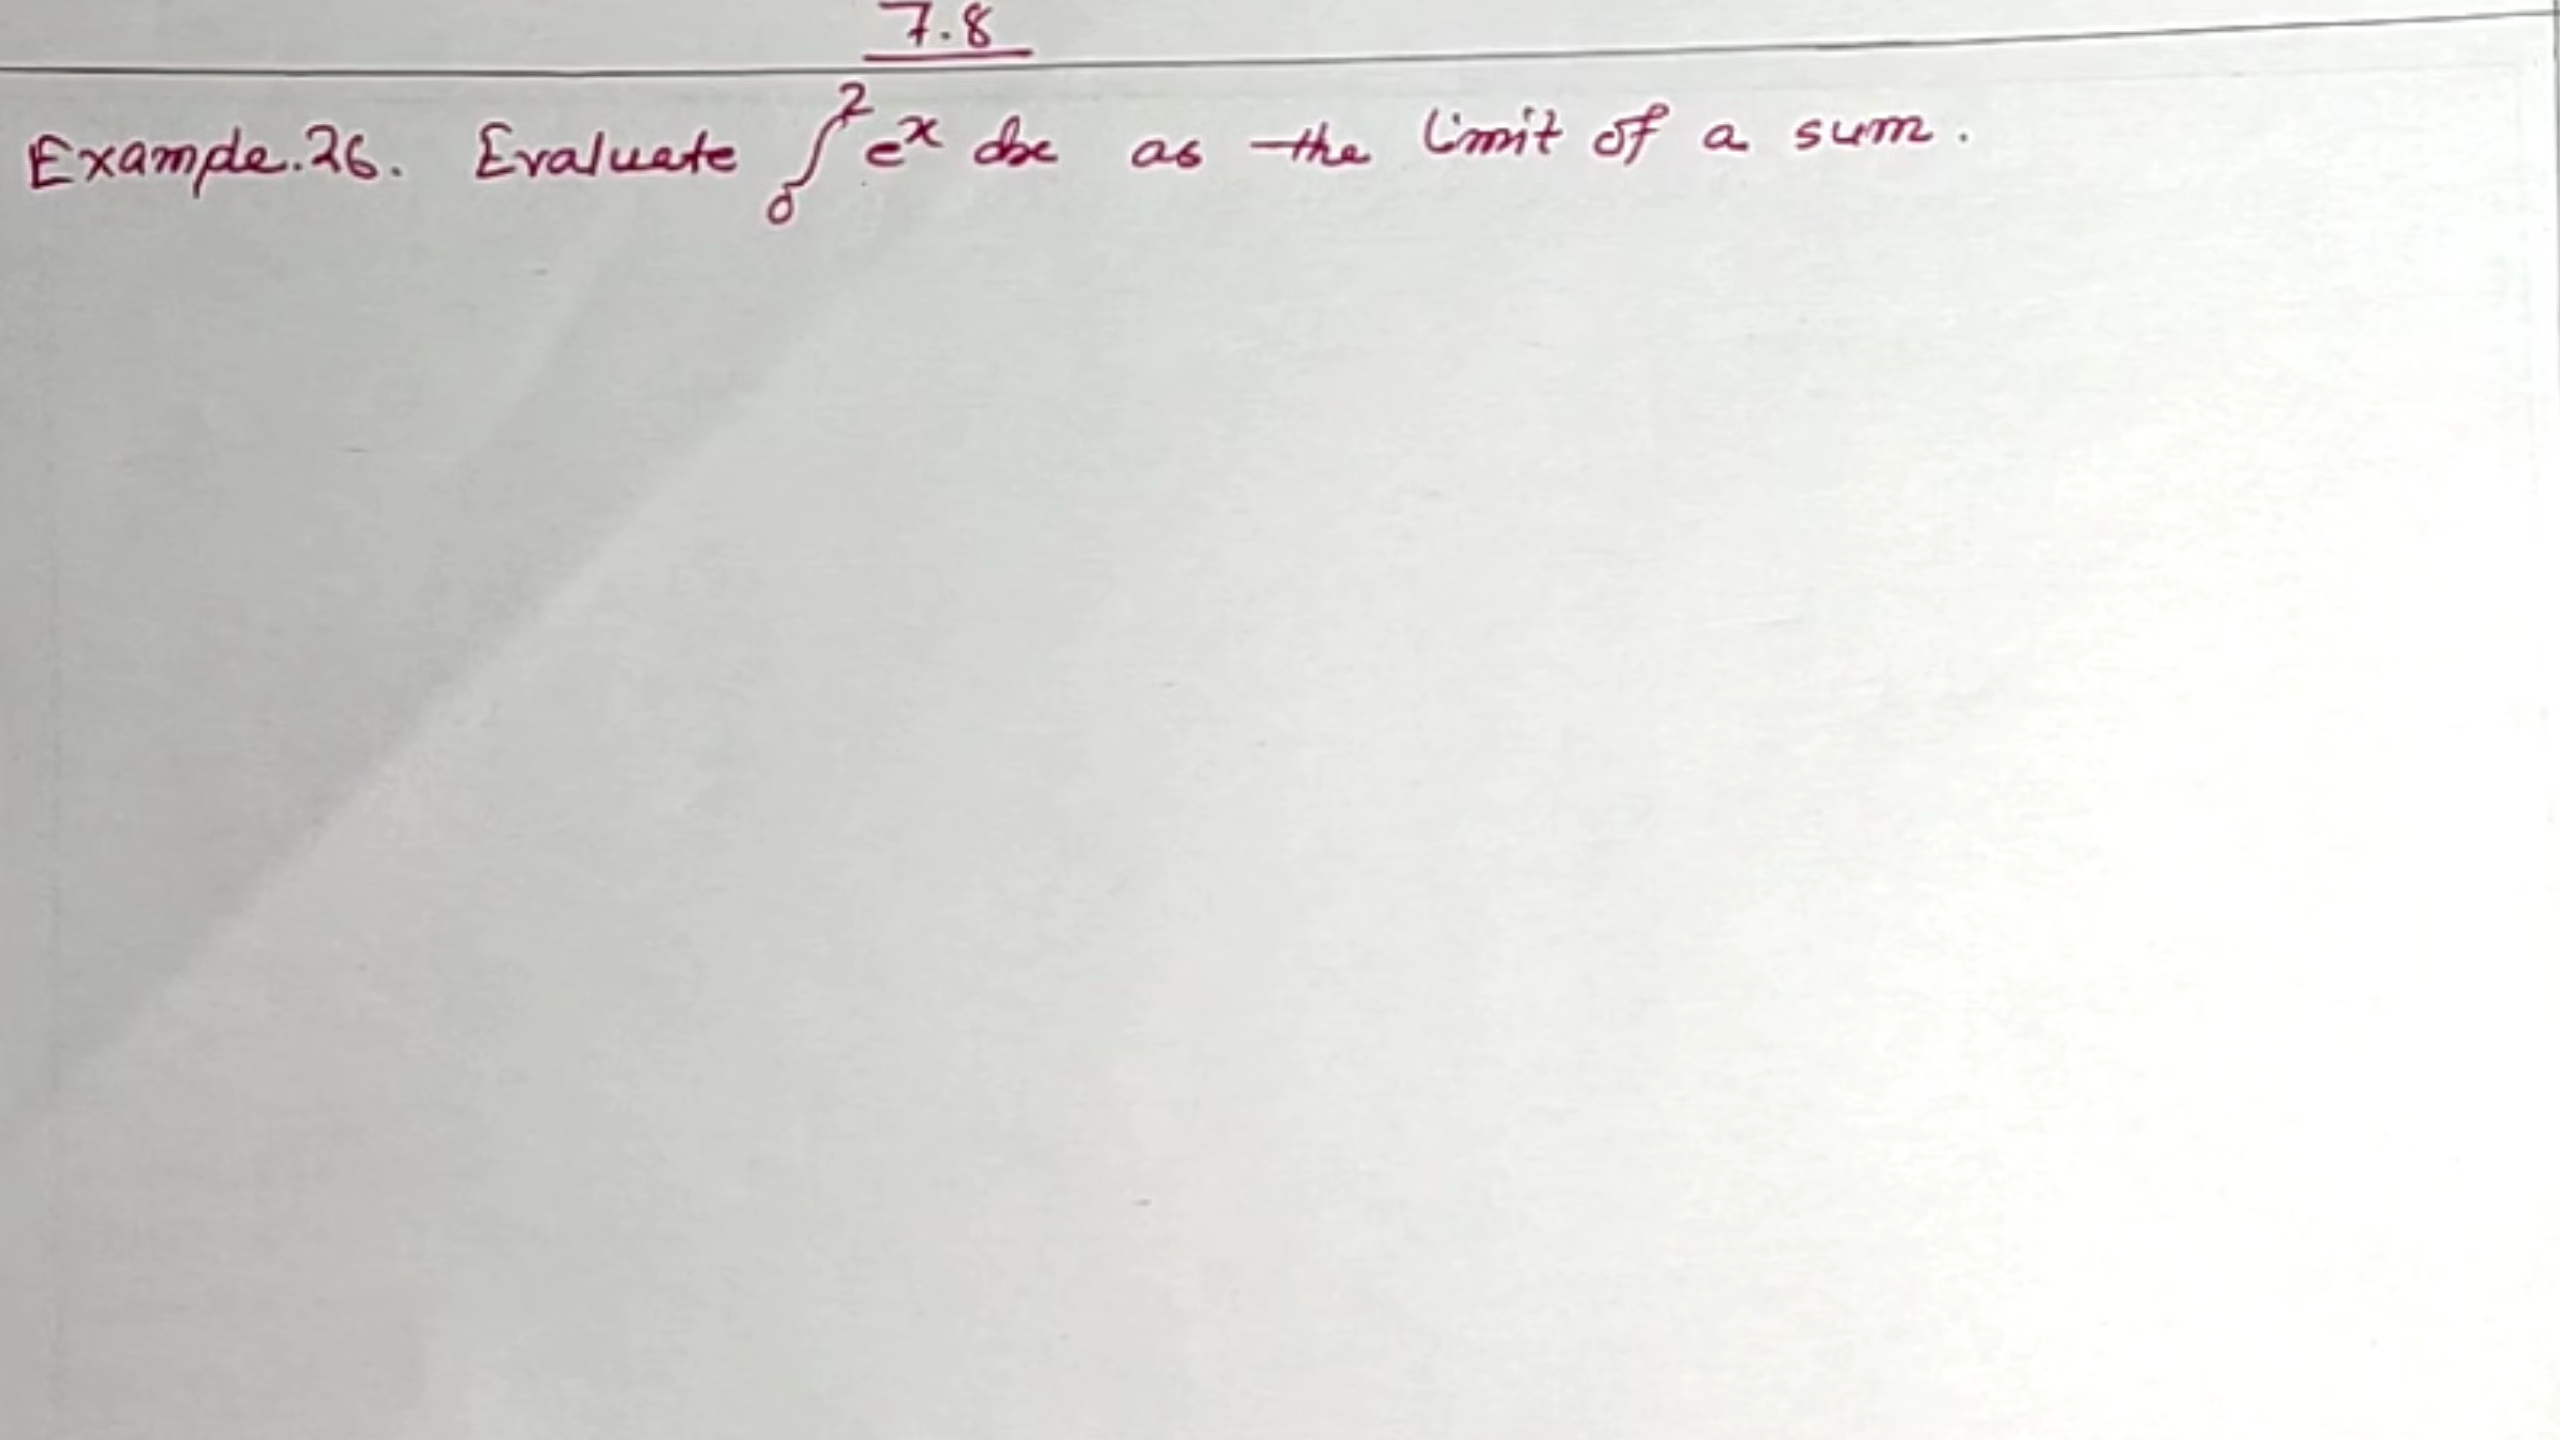 7.8
Example.26. Evaluate ∫₀² eˣ dx as the limit of a sum.